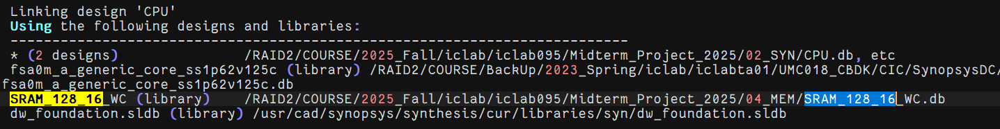 Linking design 'CPU'
Using the following designs and libraries:
--------------------------------------------------------------------------
* (2 designs) /RAID2/COURSE/2025_Fall/iclab/iclab095/Midterm_Project_2025/02_SYN/CPU.db, etc
fsa0m_a_generic_core_ss1p62v125c (library) /RAID2/COURSE/BackUp/2023_Spring/iclab/iclabta01/UMC018_CBDK/CIC/SynopsysDC/
fsa0m_a_generic_core_ss1p62v125c.db
SRAM_128_16_WC (library) /RAID2/COURSE/2025_Fall/iclab/iclab095/Midterm_Project_2025/04_MEM/SRAM_128_16_WC.db
dw_foundation.sldb (library) /usr/cad/synopsys/synthesis/cur/libraries/syn/dw_foundation.sldb